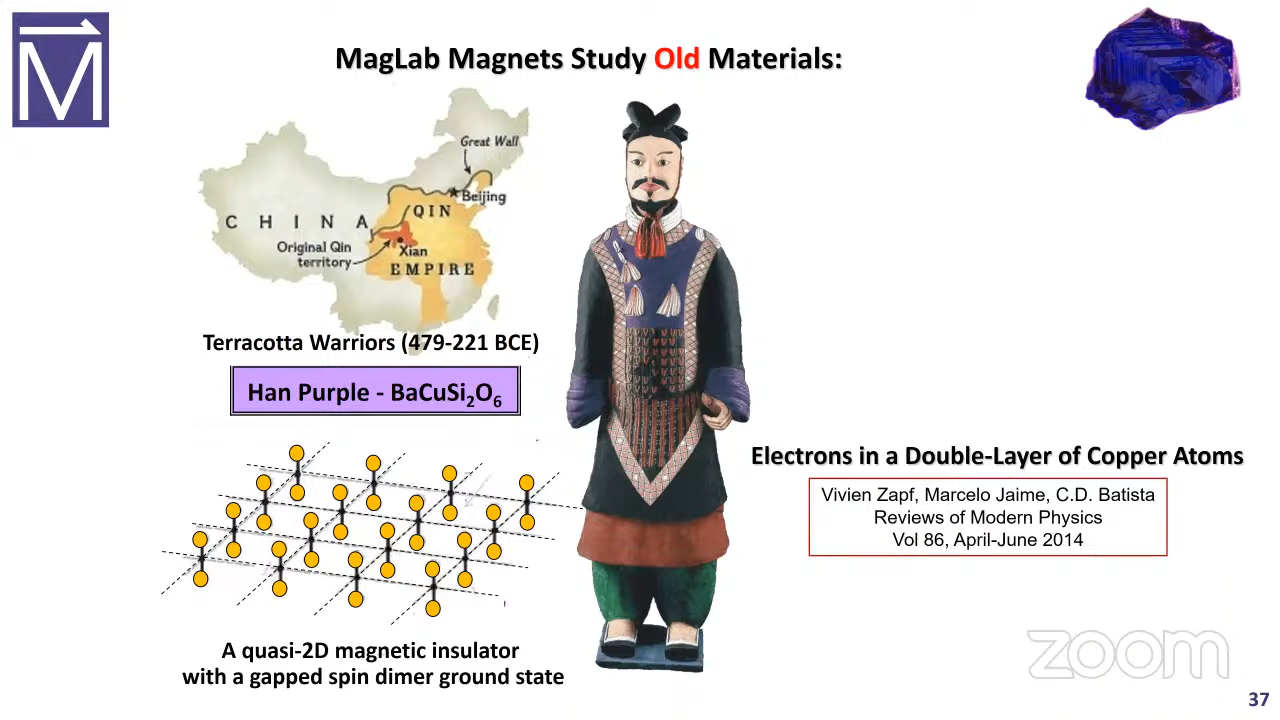 M
MagLab Magnets Study Old Materials:
Great Wall
Beijing
QIN
CHINA
Original Qin
territory
Xian
EMPIRE
Terracotta Warriors (479-221 BCE)
Han Purple - BaCuSi₂O₆
Electrons in a Double-Layer of Copper Atoms
Vivien Zapf, Marcelo Jaime, C.D. Batista
Reviews of Modern Physics
Vol 86, April-June 2014
A quasi-2D magnetic insulator
with a gapped spin dimer ground state
zoom
37